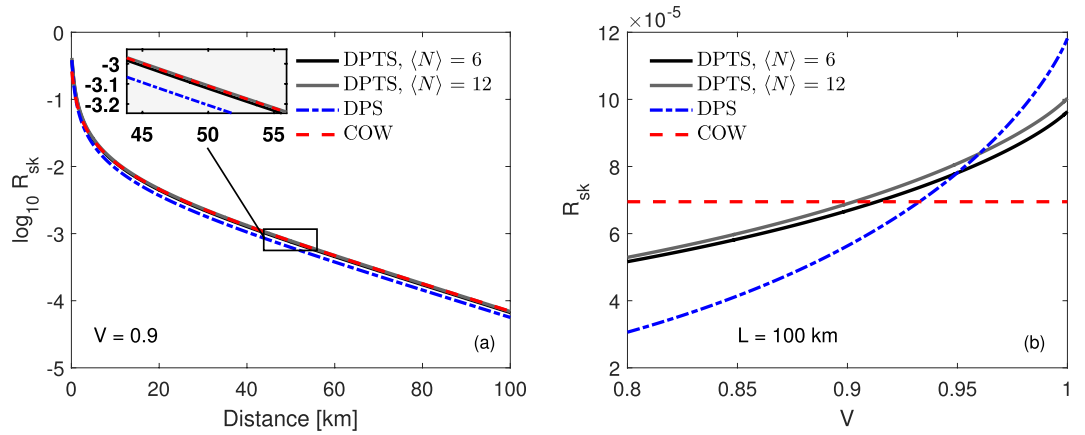 0
-1
-2
-3
-4
-5
log10 Rsk
-3
-3.1
-3.2
45 50 55
DPTS, ⟨N⟩ = 6
DPTS, ⟨N⟩ = 12
DPS
COW
V = 0.9
(a)
0 20 40 60 80 100
Distance [km]
×10-5
12
10
8
6
4
2
Rsk
DPTS, ⟨N⟩ = 6
DPTS, ⟨N⟩ = 12
DPS
COW
L = 100 km
(b)
0.8 0.85 0.9 0.95 1
V